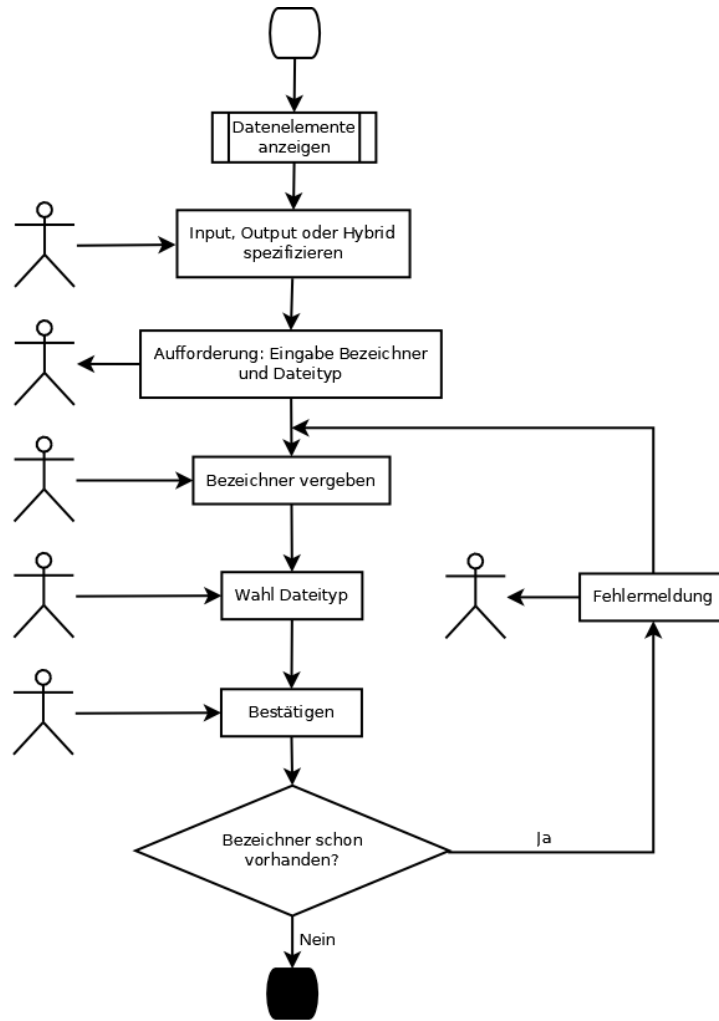 Datenelemente
anzeigen
Input, Output oder Hybrid
spezifizieren
Aufforderung: Eingabe Bezeichner
und Dateityp
Bezeichner vergeben
Wahl Dateityp
Fehlermeldung
Bestätigen
Bezeichner schon
vorhanden?
Ja
Nein